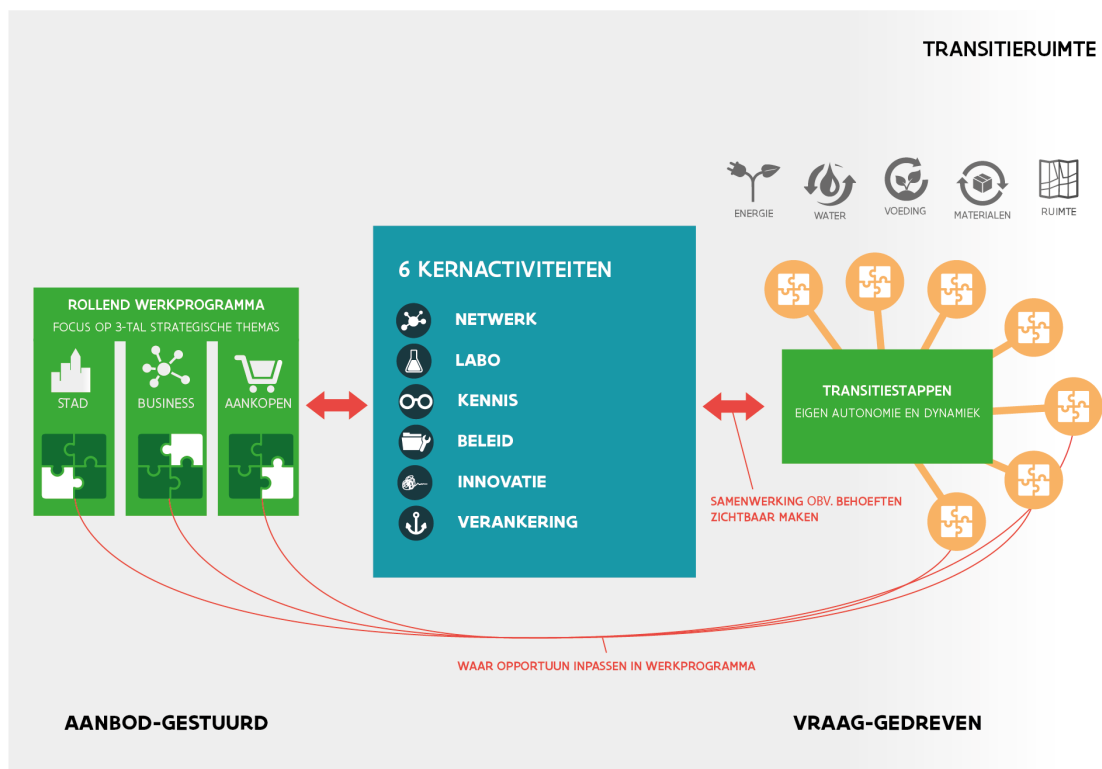 TRANSITIERUIMTE
ENERGIE
WATER
VOEDING
MATERIALEN
RUIMTE
6 KERNACTIVITEITEN
NETWERK
LABO
KENNIS
BELEID
INNOVATIE
VERANKERING
ROLLEND WERKPROGRAMMA
FOCUS OP 3-TAL STRATEGISCHE THEMA'S
STAD
BUSINESS
AANKOPEN
TRANSITIESTAPPEN
EIGEN AUTONOMIE EN DYNAMIEK
SAMENWERKING OBV. BEHOEFTEN
ZICHTBAAR MAKEN
WAAR OPPORTUUN INPASSEN IN WERKPROGRAMMA
AANBOD-GESTUURD
VRAAG-GEDREVEN